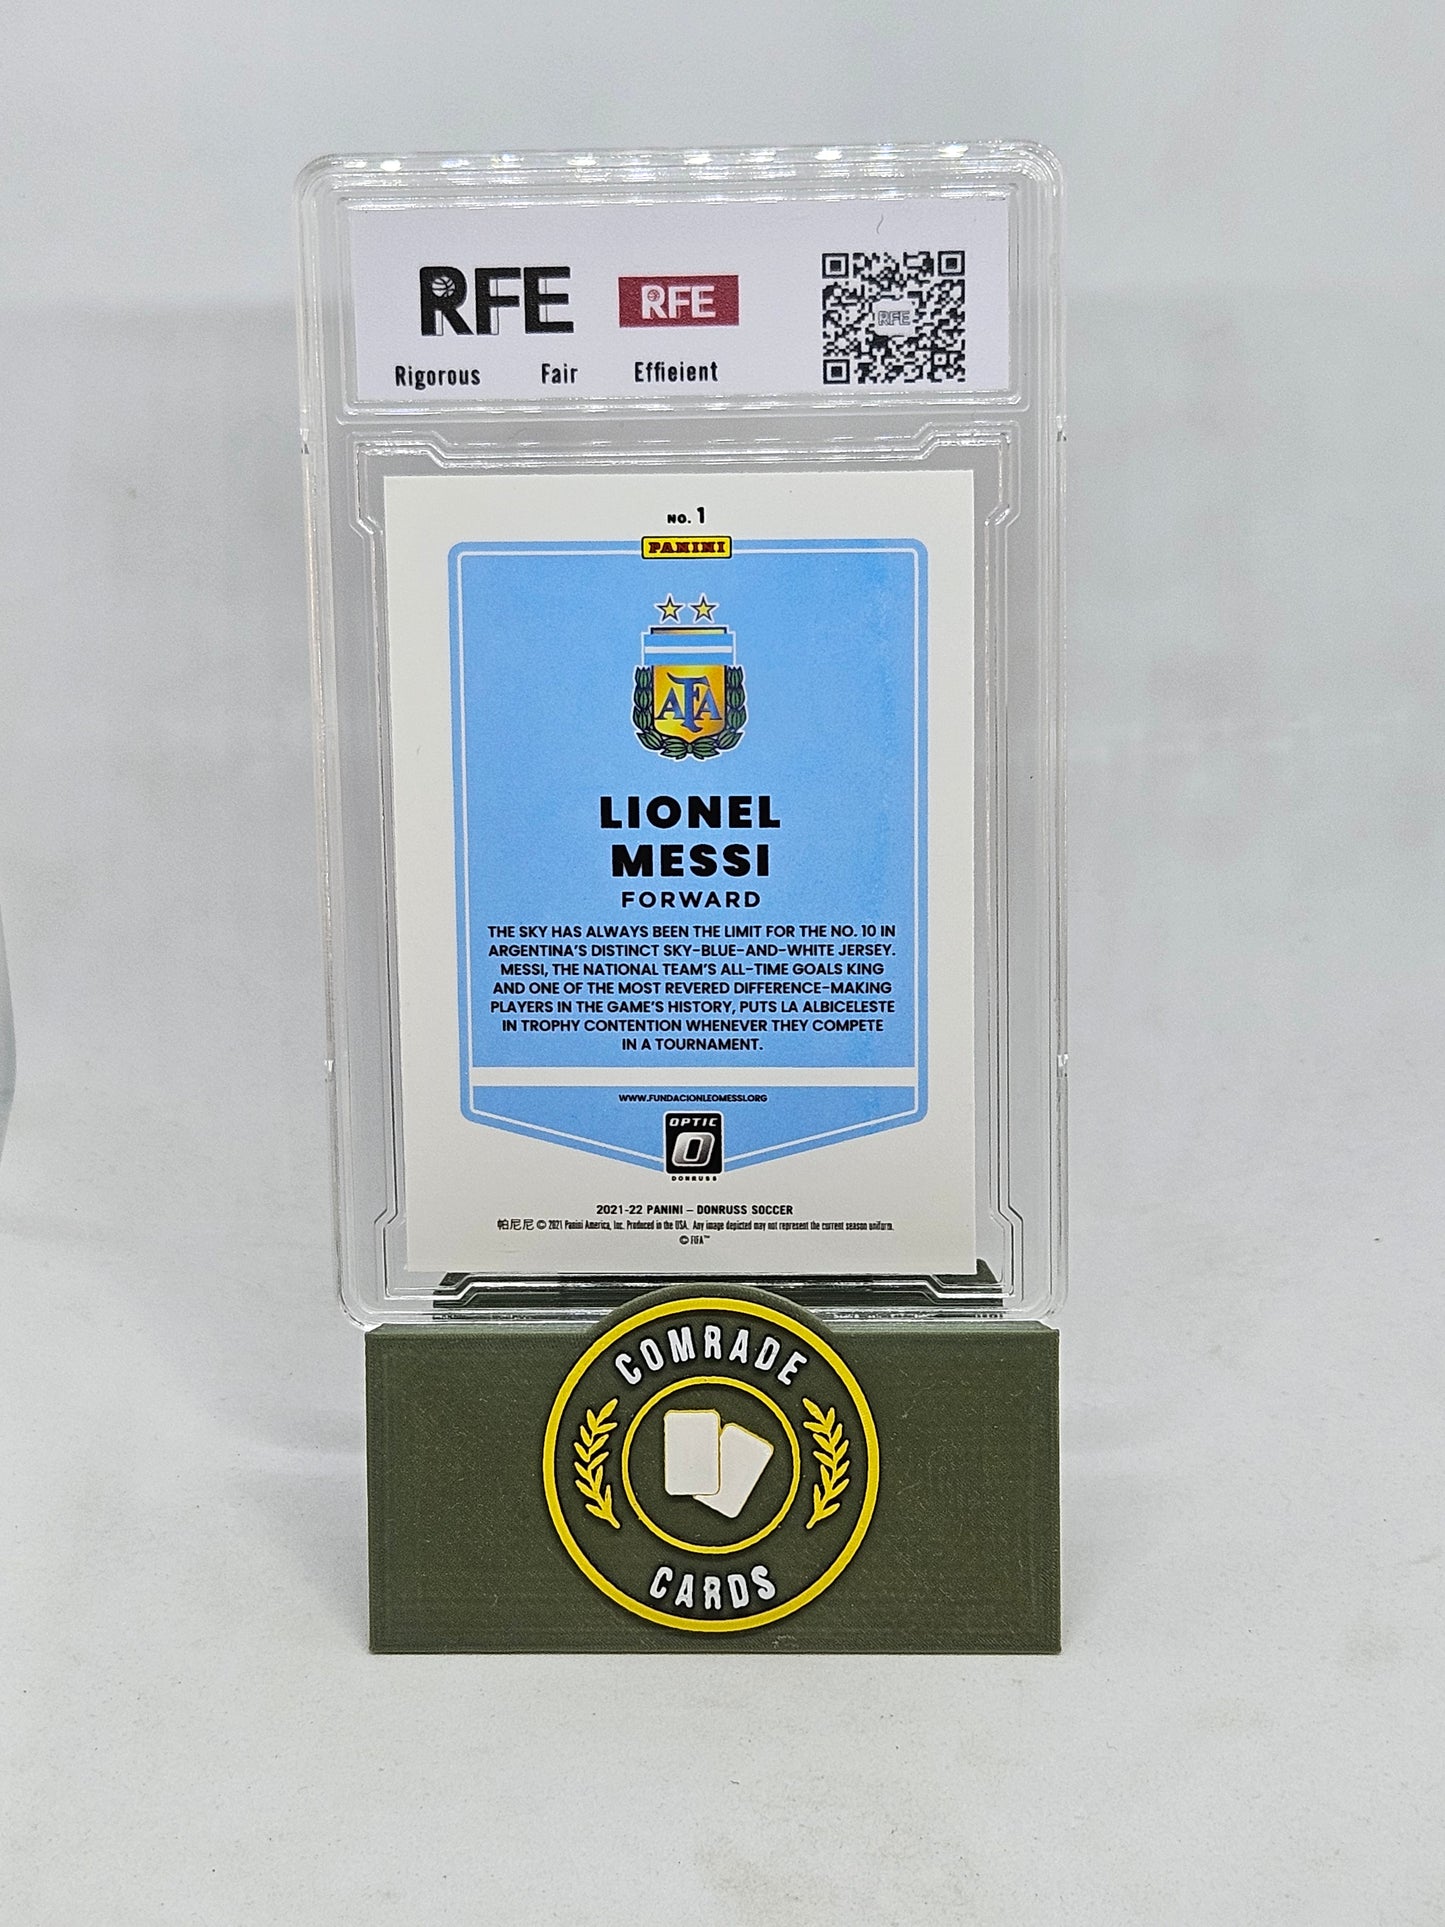 RFE RFE
Rigorous Fair Effieient
RFE
NO. 1
PANINI
AFA
LIONEL
MESSI
FORWARD
THE SKY HAS ALWAYS BEEN THE LIMIT FOR THE NO. 10 IN
ARGENTINA'S DISTINCT SKY-BLUE-AND-WHITE JERSEY.
MESSI, THE NATIONAL TEAM'S ALL-TIME GOALS KING
AND ONE OF THE MOST REVERED DIFFERENCE-MAKING
PLAYERS IN THE GAME'S HISTORY, PUTS LA ALBICELESTE
IN TROPHY CONTENTION WHENEVER THEY COMPETE
IN A TOURNAMENT.
WWW.FUNDACIONLEOMESSI.ORG
OPTIC
O
DONRUSS
2021-22 PANINI – DONRUSS SOCCER
帕尼尼 © 2021 Panini America, Inc. Produced in the USA. Any image depicted may not represent the current season uniform.
© FIFA™
COMRADE
CARDS